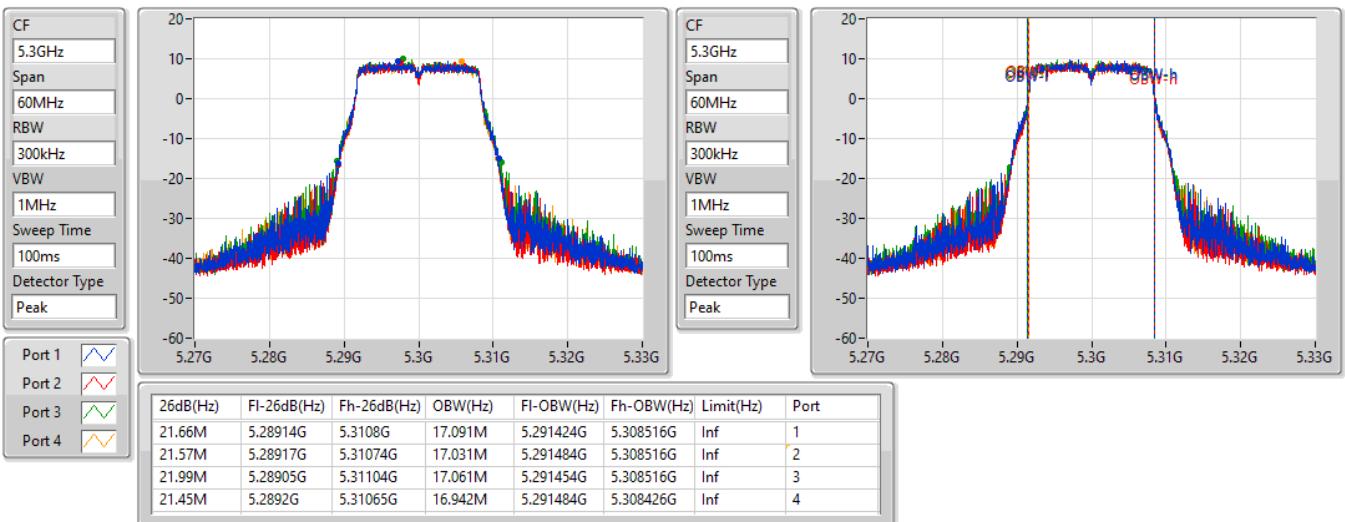 CF
5.3GHz
Span
60MHz
RBW
300kHz
VBW
1MHz
Sweep Time
100ms
Detector Type
Peak
20
10
0
-10
-20
-30
-40
-50
-60
5.27G 5.28G 5.29G 5.3G 5.31G 5.32G 5.33G
CF
5.3GHz
Span
60MHz
RBW
300kHz
VBW
1MHz
Sweep Time
100ms
Detector Type
Peak
20
10
0
-10
-20
-30
-40
-50
-60
OBW-l OBW-h
5.27G 5.28G 5.29G 5.3G 5.31G 5.32G 5.33G
Port 1
Port 2
Port 3
Port 4
26dB(Hz) Fl-26dB(Hz) Fh-26dB(Hz) OBW(Hz) Fl-OBW(Hz) Fh-OBW(Hz) Limit(Hz) Port
21.66M 5.28914G 5.3108G 17.091M 5.291424G 5.308516G Inf 1
21.57M 5.28917G 5.31074G 17.031M 5.291484G 5.308516G Inf 2
21.99M 5.28905G 5.31104G 17.061M 5.291454G 5.308516G Inf 3
21.45M 5.2892G 5.31065G 16.942M 5.291484G 5.308426G Inf 4